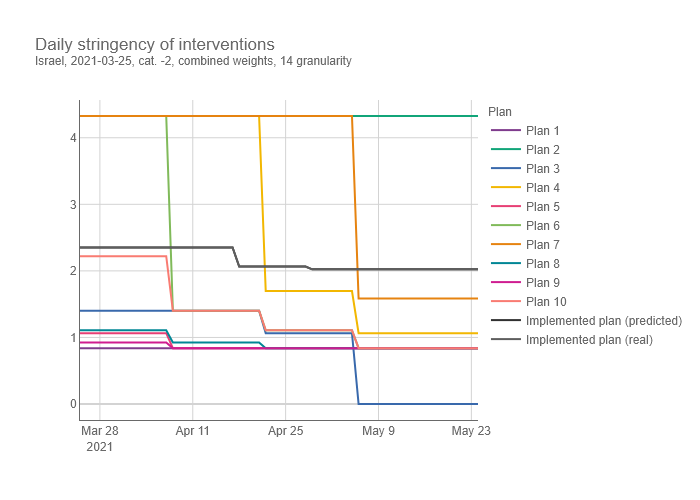 Daily stringency of interventions
Israel, 2021-03-25, cat. -2, combined weights, 14 granularity
Plan
Plan 1
Plan 2
Plan 3
Plan 4
Plan 5
Plan 6
Plan 7
Plan 8
Plan 9
Plan 10
Implemented plan (predicted)
Implemented plan (real)
4
3
2
1
0
Mar 28 Apr 11 Apr 25 May 9 May 23
2021